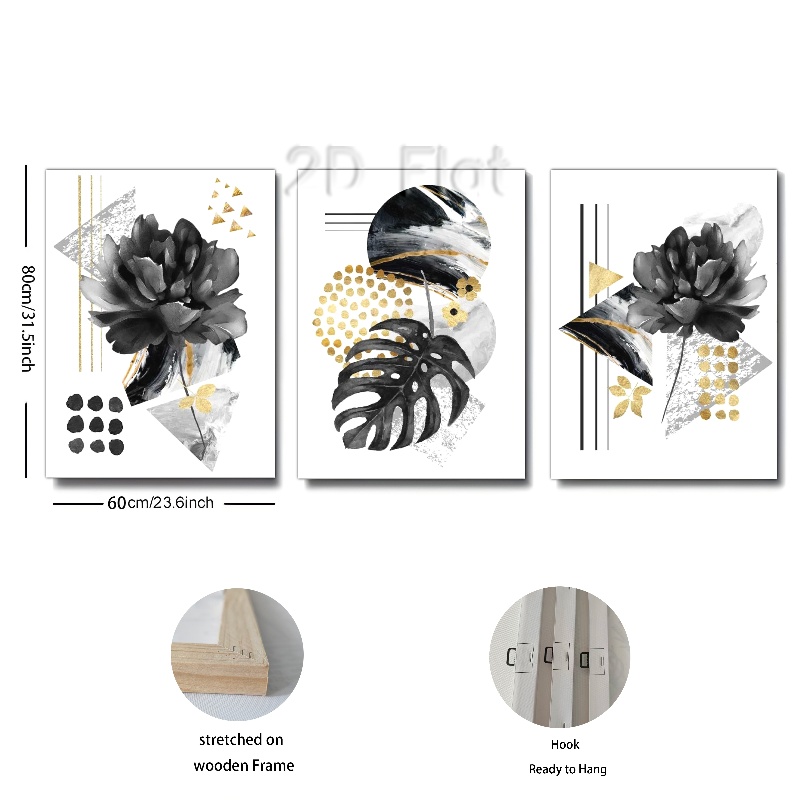 2D Flat
80cm/31.5inch
60cm/23.6inch
stretched on
wooden Frame
Hook
Ready to Hang